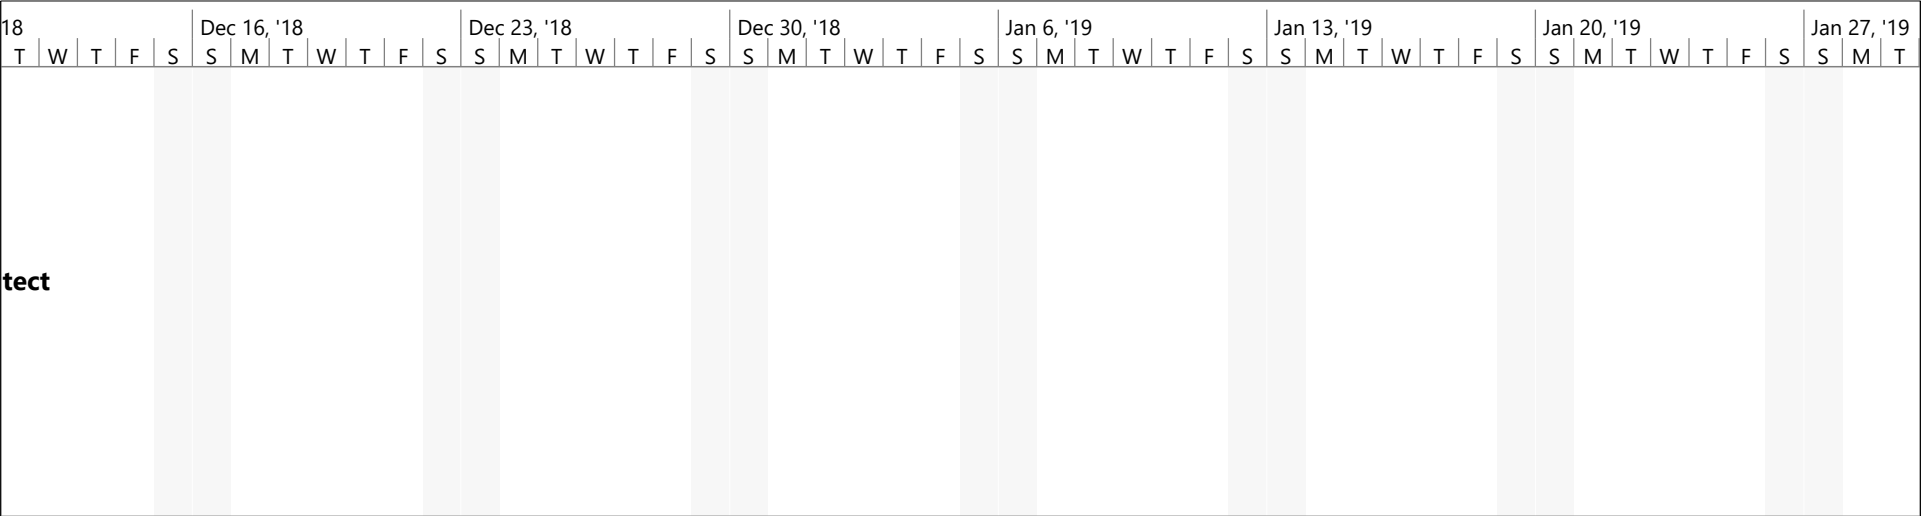 18 Dec 16, '18 Dec 23, '18 Dec 30, '18 Jan 6, '19 Jan 13, '19 Jan 20, '19 Jan 27, '19
T W T F S S M T W T F S S M T W T F S S M T W T F S S M T W T F S S M T W T F S S M T W T F S S M T
tect